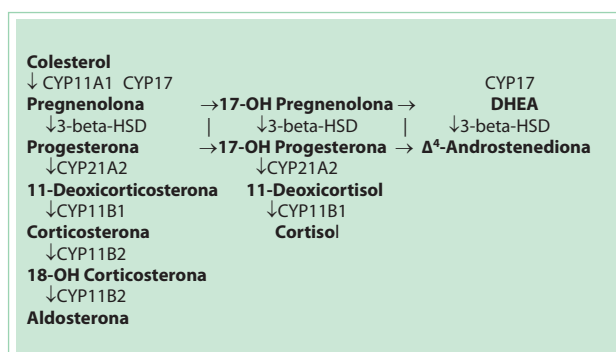 Colesterol
↓ CYP11A1 CYP17 CYP17
Pregnenolona →17-OH Pregnenolona → DHEA
↓3-beta-HSD | ↓3-beta-HSD | ↓3-beta-HSD
Progesterona →17-OH Progesterona → Δ⁴-Androstenediona
↓CYP21A2 ↓CYP21A2
11-Deoxicorticosterona 11-Deoxicortisol
↓CYP11B1 ↓CYP11B1
Corticosterona Cortisol
↓CYP11B2
18-OH Corticosterona
↓CYP11B2
Aldosterona